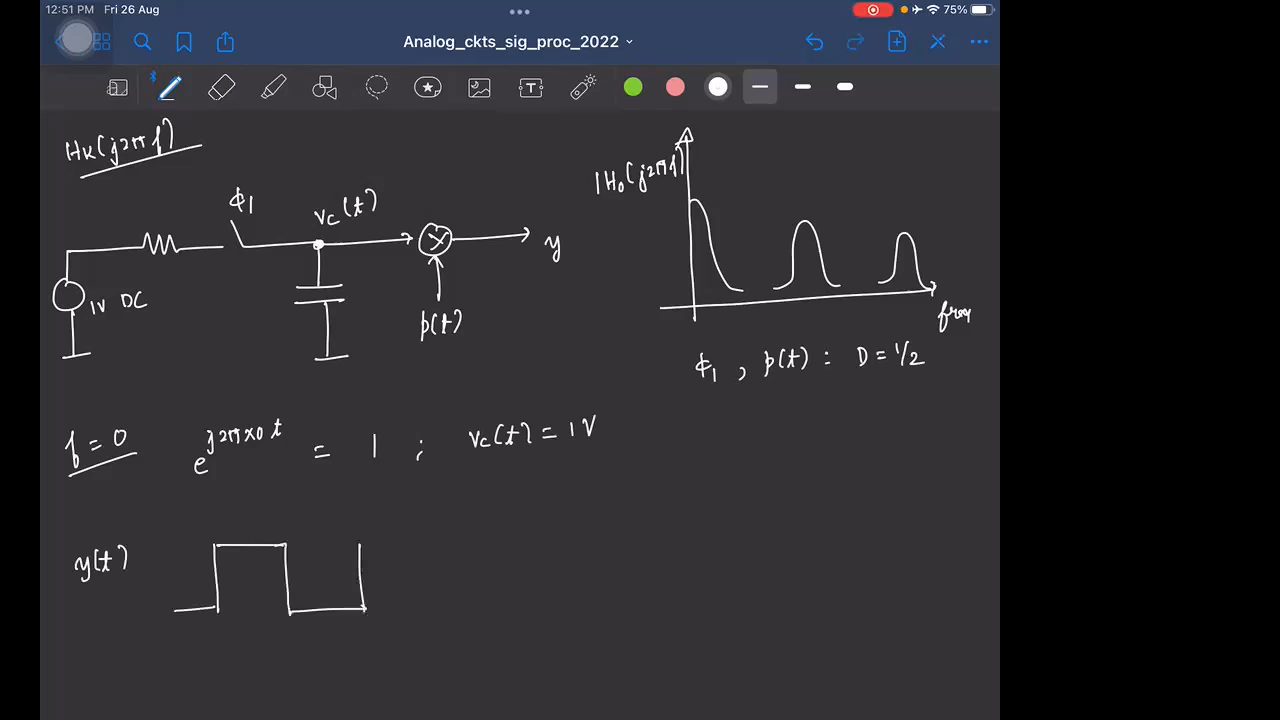 12:51 PM Fri 26 Aug
75%
Analog_ckts_sig_proc_2022
T
Hk(j2πf)
ϕ1
vc(t)
y
1V DC
p(t)
|H0(j2πf)
freq
ϕ1 , p(t) : D = 1/2
f = 0
e^{j2π×0 t} = 1 ; vc(t) = 1V
y(t)